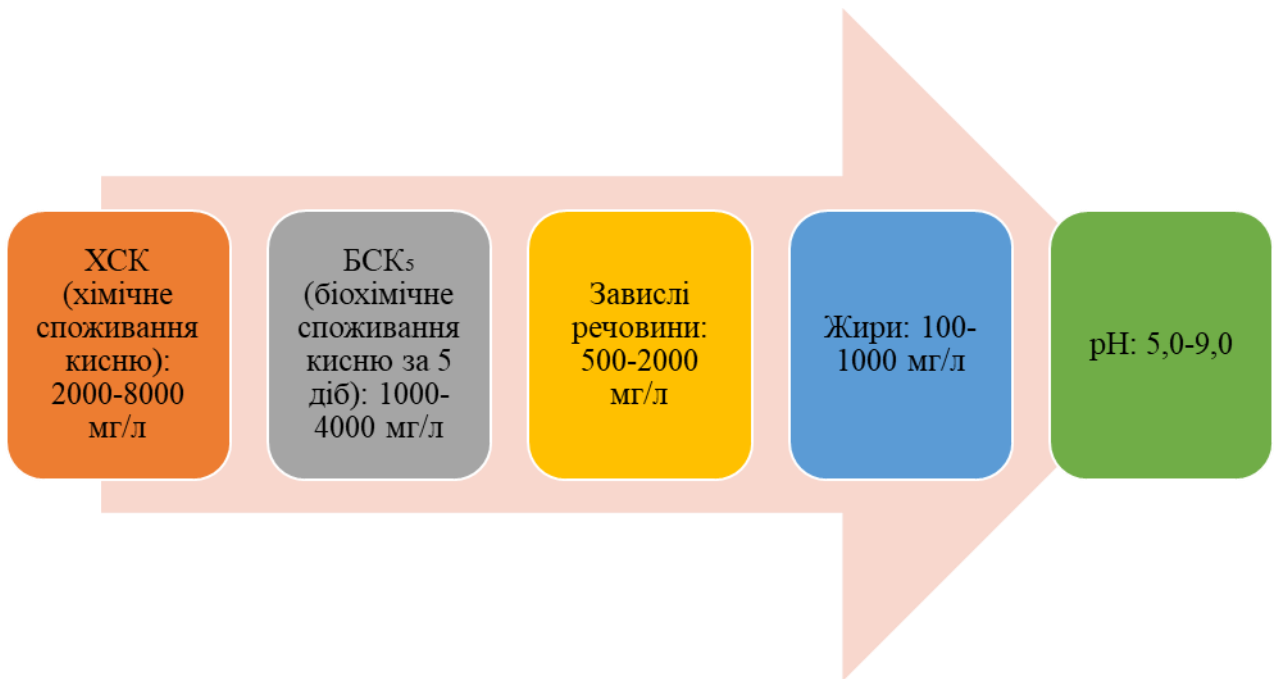 ХСК
(хімічне
споживання
кисню):
2000-8000
мг/л
БСК₅
(біохімічне
споживання
кисню за 5
діб): 1000-
4000 мг/л
Завислі
речовини:
500-2000
мг/л
Жири: 100-
1000 мг/л
pH: 5,0-9,0